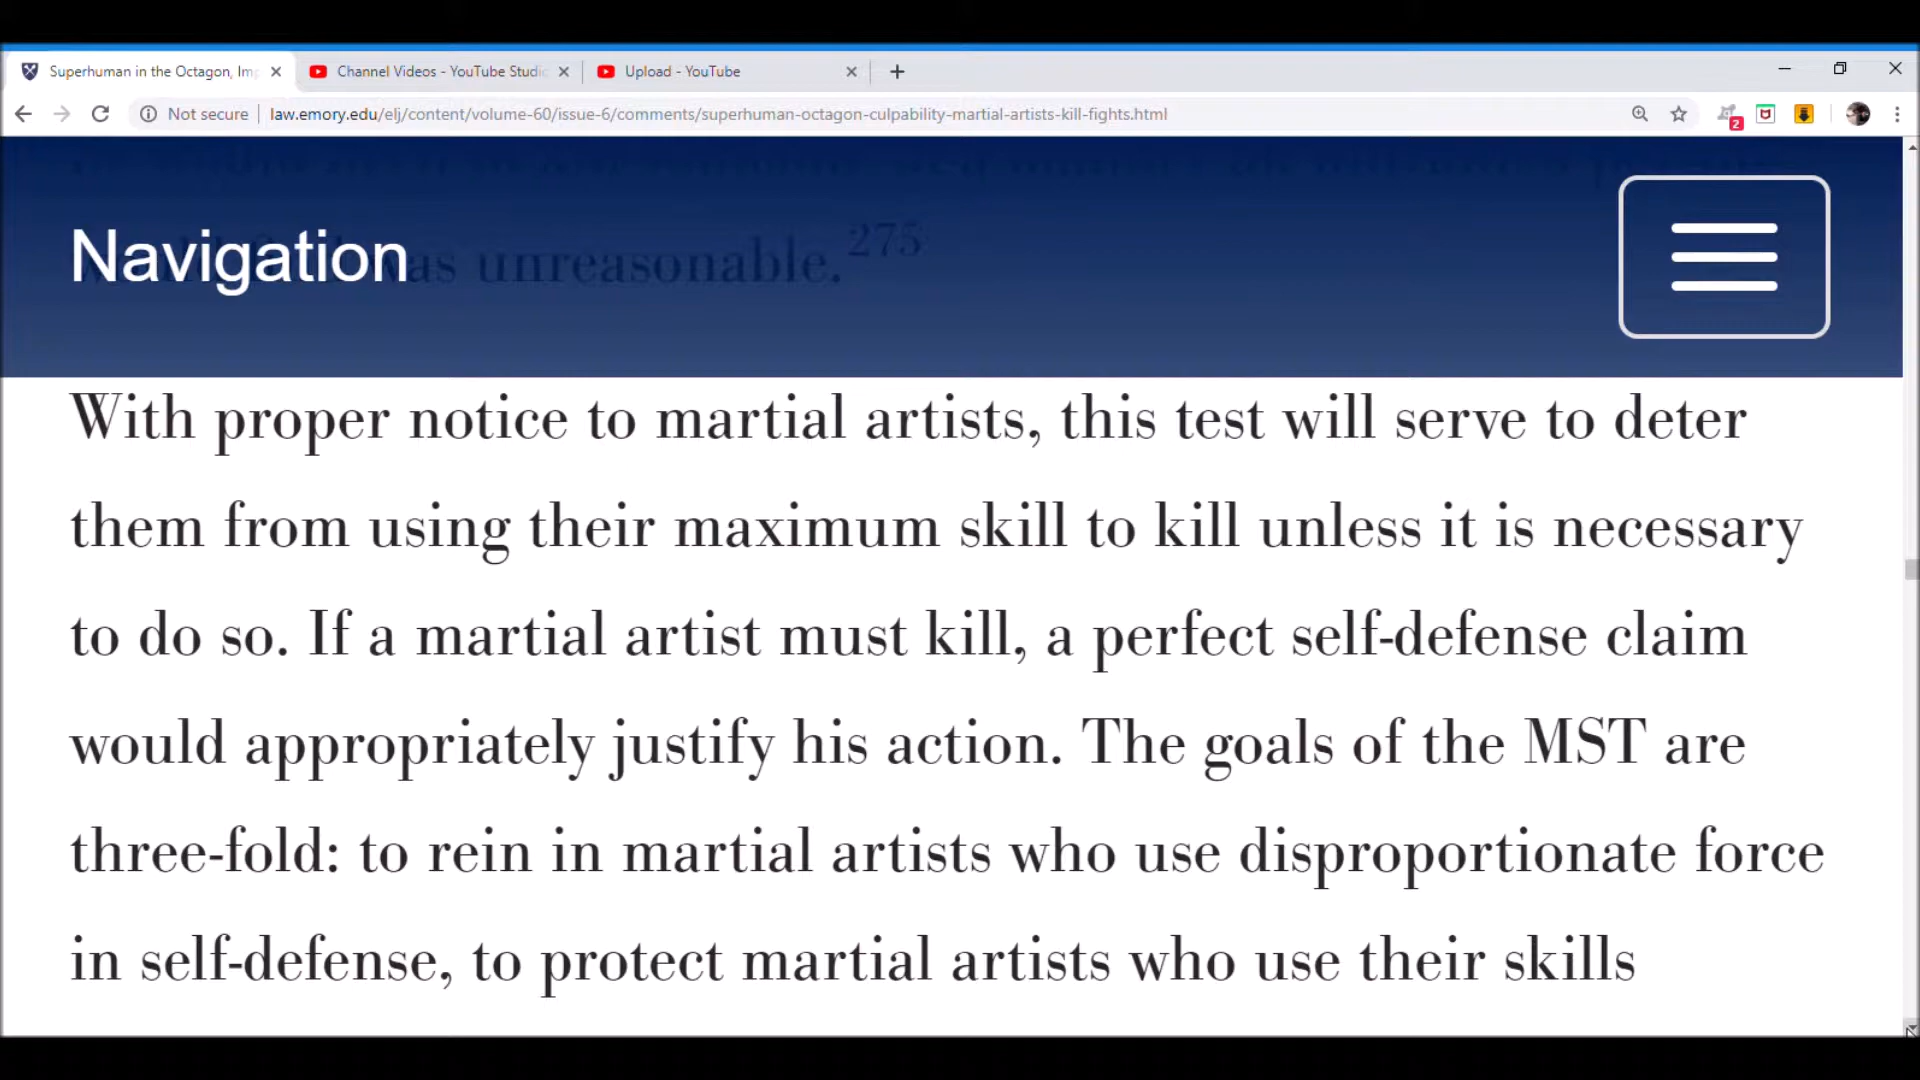 Superhuman in the Octagon, Im
Channel Videos - YouTube Studi
Upload - YouTube
Not secure
law.emory.edu/elj/content/volume-60/issue-6/comments/superhuman-octagon-culpability-martial-artists-kill-fights.html
2
was unreasonable.275
Navigation
With proper notice to martial artists, this test will serve to deter
them from using their maximum skill to kill unless it is necessary
to do so. If a martial artist must kill, a perfect self-defense claim
would appropriately justify his action. The goals of the MST are
three-fold: to rein in martial artists who use disproportionate force
in self-defense, to protect martial artists who use their skills